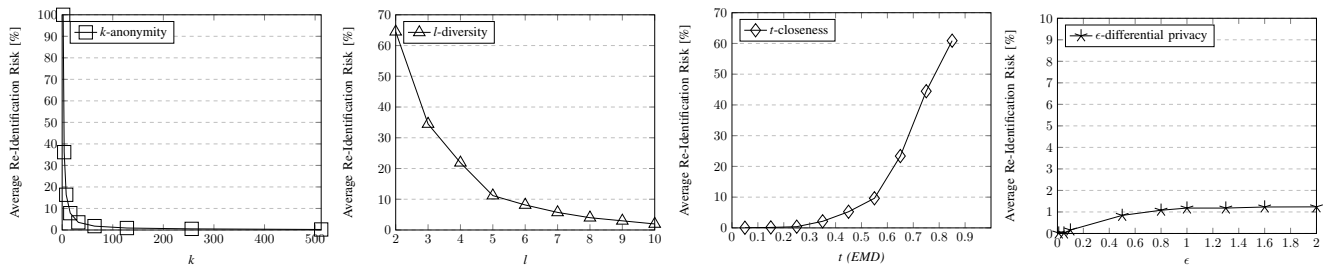 Average Re-Identification Risk [%]
100
90
80
70
60
50
40
30
20
10
0
k-anonymity
0 100 200 300 400 500
k
Average Re-Identification Risk [%]
70
60
50
40
30
20
10
0
l-diversity
2 3 4 5 6 7 8 9 10
l
Average Re-Identification Risk [%]
70
60
50
40
30
20
10
0
t-closeness
0 0.1 0.2 0.3 0.4 0.5 0.6 0.7 0.8 0.9
t (EMD)
Average Re-Identification Risk [%]
10
9
8
7
6
5
4
3
2
1
0
ϵ-differential privacy
0 0.2 0.4 0.6 0.8 1 1.2 1.4 1.6 1.8 2
ϵ